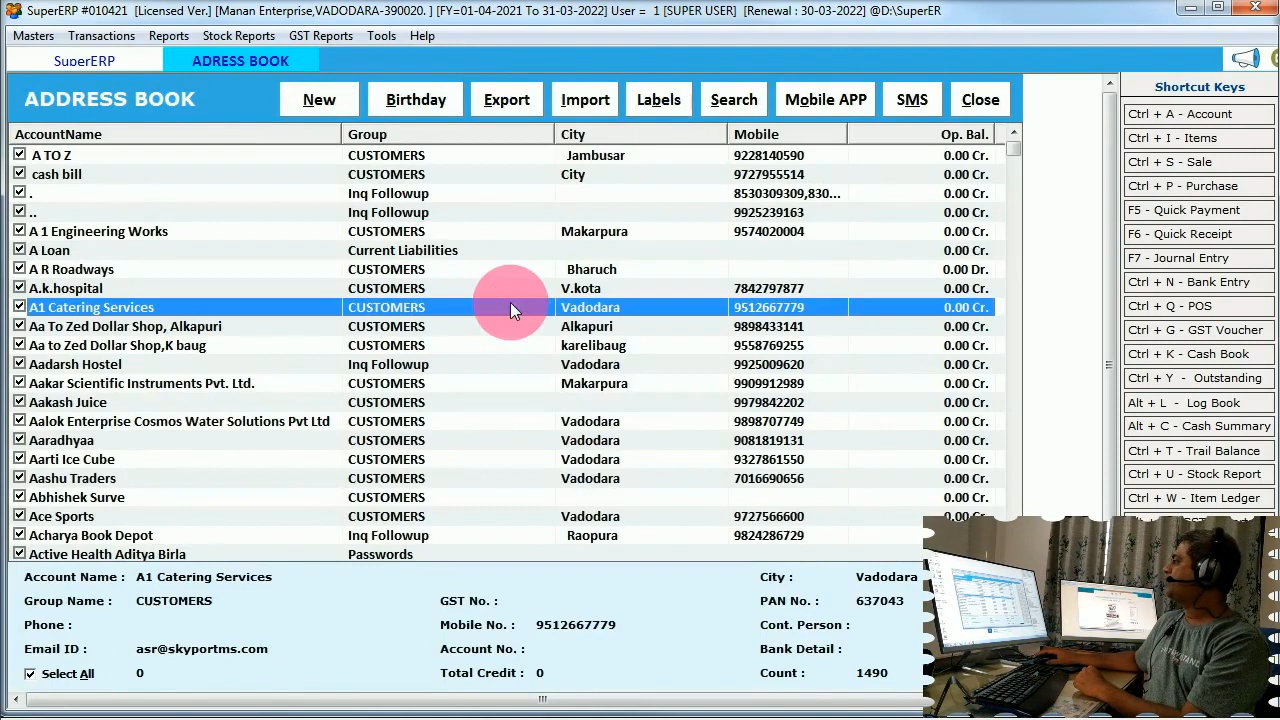 SuperERP #010421 [Licensed Ver.] [Manan Enterprise,VADODARA-390020. ] [FY=01-04-2021 To 31-03-2022] User = 1 [SUPER USER] [Renewal : 30-03-2022] @D:\SuperER
Masters Transactions Reports Stock Reports GST Reports Tools Help
SuperERP ADRESS BOOK
ADDRESS BOOK New Birthday Export Import Labels Search Mobile APP SMS Close
AccountName Group City Mobile Op. Bal.
A TO Z CUSTOMERS Jambusar 9228140590 0.00 Cr.
cash bill CUSTOMERS City 9727955514 0.00 Cr.
. Inq Followup 8530309309,830... 0.00 Cr.
.. Inq Followup 9925239163 0.00 Cr.
A 1 Engineering Works CUSTOMERS Makarpura 9574020004 0.00 Cr.
A Loan Current Liabilities 0.00 Cr.
A R Roadways CUSTOMERS Bharuch 0.00 Dr.
A.k.hospital CUSTOMERS V.kota 7842797877 0.00 Cr.
A1 Catering Services CUSTOMERS Vadodara 9512667779 0.00 Cr.
Aa To Zed Dollar Shop, Alkapuri CUSTOMERS Alkapuri 9898433141 0.00 Cr.
Aa to Zed Dollar Shop,K baug CUSTOMERS karelibaug 9558769255 0.00 Cr.
Aadarsh Hostel Inq Followup Vadodara 9925009620 0.00 Cr.
Aakar Scientific Instruments Pvt. Ltd. CUSTOMERS Makarpura 9909912989 0.00 Cr.
Aakash Juice CUSTOMERS 9979842202 0.00 Cr.
Aalok Enterprise Cosmos Water Solutions Pvt Ltd CUSTOMERS Vadodara 9898707749 0.00 Cr.
Aaradhyaa CUSTOMERS Vadodara 9081819131 0.00 Cr.
Aarti Ice Cube CUSTOMERS Vadodara 9327861550 0.00 Cr.
Aashu Traders CUSTOMERS Vadodara 7016690656 0.00 Cr.
Abhishek Surve CUSTOMERS 0.00 Cr.
Ace Sports CUSTOMERS Vadodara 9727566600 0.00 Cr.
Acharya Book Depot Inq Followup Raopura 9824286729
Active Health Aditya Birla Passwords
Account Name : A1 Catering Services City : Vadodara
Group Name : CUSTOMERS GST No. : PAN No. : 637043
Phone : Mobile No. : 9512667779 Cont. Person :
Email ID : asr@skyportms.com Account No. : Bank Detail :
Select All 0 Total Credit : 0 Count : 1490
Shortcut Keys
Ctrl + A - Account
Ctrl + I - Items
Ctrl + S - Sale
Ctrl + P - Purchase
F5 - Quick Payment
F6 - Quick Receipt
F7 - Journal Entry
Ctrl + N - Bank Entry
Ctrl + Q - POS
Ctrl + G - GST Voucher
Ctrl + K - Cash Book
Ctrl + Y - Outstanding
Alt + L - Log Book
Alt + C - Cash Summary
Ctrl + T - Trail Balance
Ctrl + U - Stock Report
Ctrl + W - Item Ledger